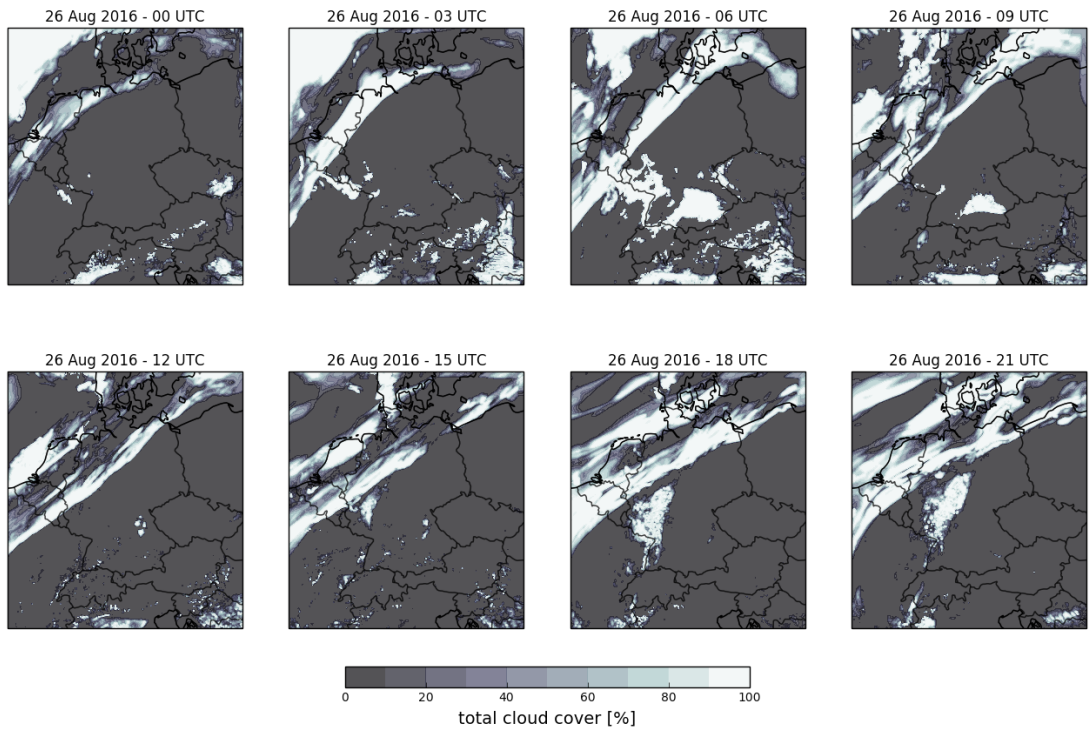 26 Aug 2016 - 00 UTC
26 Aug 2016 - 03 UTC
26 Aug 2016 - 06 UTC
26 Aug 2016 - 09 UTC
26 Aug 2016 - 12 UTC
26 Aug 2016 - 15 UTC
26 Aug 2016 - 18 UTC
26 Aug 2016 - 21 UTC
0 20 40 60 80 100
total cloud cover [%]